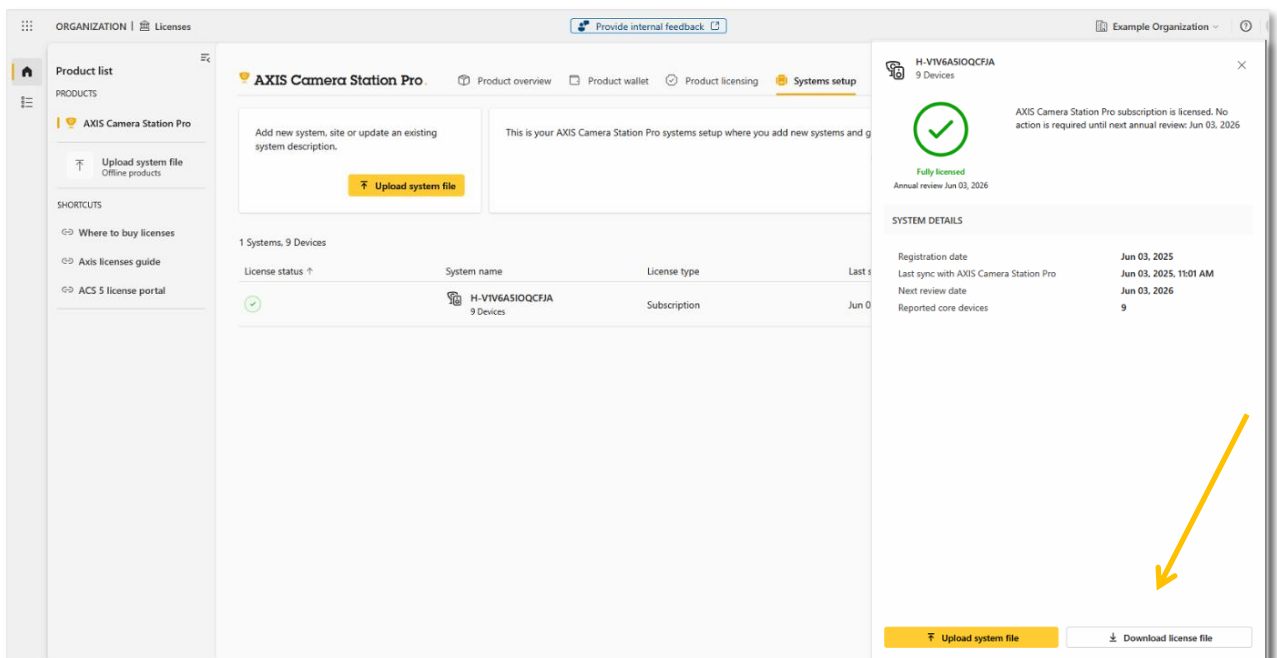 ORGANIZATION | Licenses
Provide internal feedback
Example Organization
Product list
PRODUCTS
AXIS Camera Station Pro
Upload system file
Offline products
SHORTCUTS
Where to buy licenses
Axis licenses guide
ACS 5 license portal
AXIS Camera Station Pro.
Product overview
Product wallet
Product licensing
Systems setup
Add new system, site or update an existing
system description.
Upload system file
This is your AXIS Camera Station Pro systems setup where you add new systems and g
1 Systems, 9 Devices
License status ↑ System name License type Last s
H-V1V6A5IOQCFJA
9 Devices
Subscription
Jun 0
H-V1V6A5IOQCFJA
9 Devices
AXIS Camera Station Pro subscription is licensed. No
action is required until next annual review: Jun 03, 2026
Fully licensed
Annual review Jun 03, 2026
SYSTEM DETAILS
Registration date Jun 03, 2025
Last sync with AXIS Camera Station Pro Jun 03, 2025, 11:01 AM
Next review date Jun 03, 2026
Reported core devices 9
Upload system file
Download license file